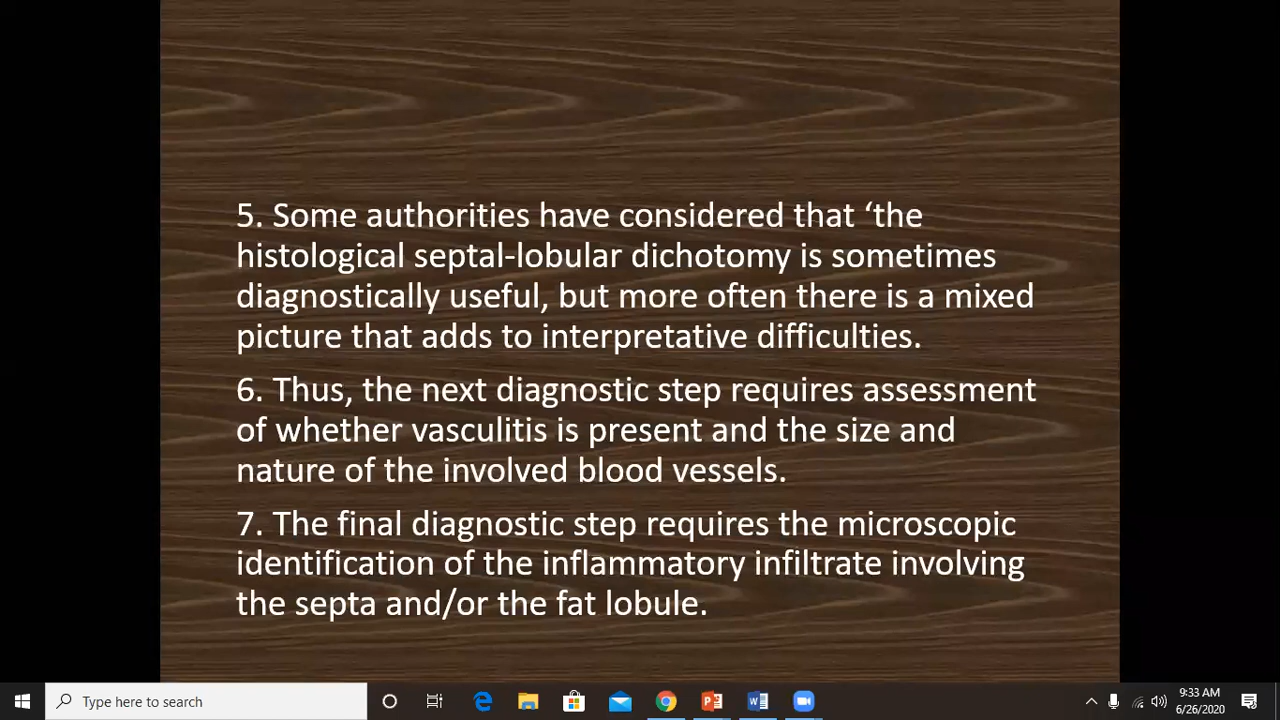 5. Some authorities have considered that ‘the
histological septal-lobular dichotomy is sometimes
diagnostically useful, but more often there is a mixed
picture that adds to interpretative difficulties.
6. Thus, the next diagnostic step requires assessment
of whether vasculitis is present and the size and
nature of the involved blood vessels.
7. The final diagnostic step requires the microscopic
identification of the inflammatory infiltrate involving
the septa and/or the fat lobule.
Type here to search
9:33 AM
6/26/2020